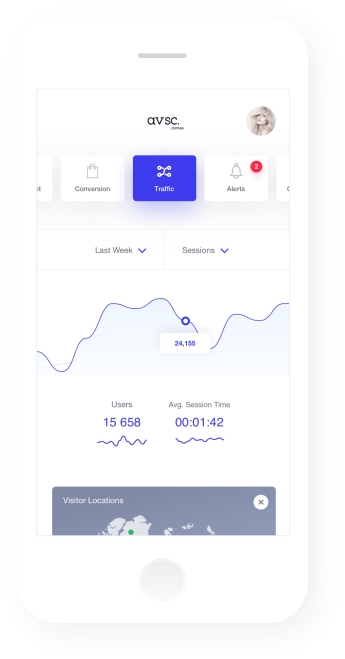 avsc.
clothes
Conversion
Traffic
Alerts
2
Last Week
Sessions
24,155
Users
Avg. Session Time
15 658
00:01:42
Visitor Locations